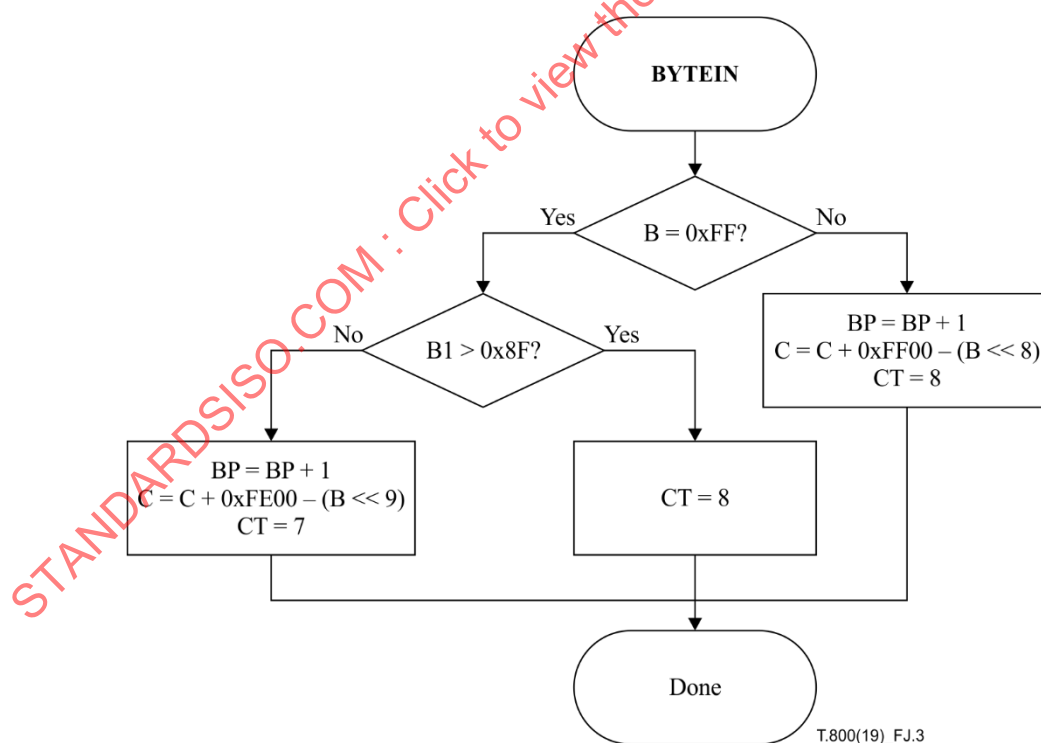 STANDARDSISO.COM : Click to view the
BYTEIN
B = 0xFF?
Yes
No
B1 > 0x8F?
No
Yes
BP = BP + 1
C = C + 0xFF00 – (B << 8)
CT = 8
BP = BP + 1
C = C + 0xFE00 – (B << 9)
CT = 7
CT = 8
Done
T.800(19)_FJ.3